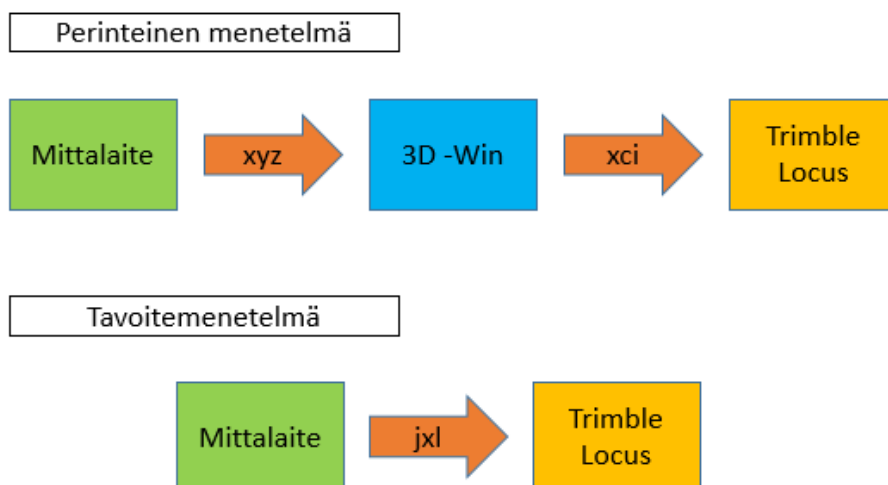 Perinteinen menetelmä
Mittalaite
xyz
3D -Win
xci
Trimble
Locus
Tavoitemenetelmä
Mittalaite
jxl
Trimble
Locus